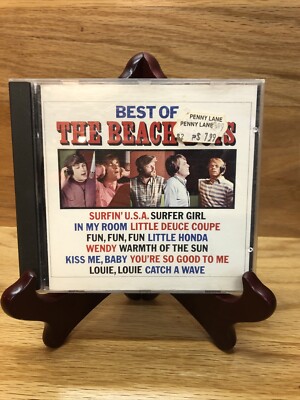 BEST OF
PENNY LANE
PENNY LANE
THE BEACH
7.99
SURFIN' U.S.A. SURFER GIRL
IN MY ROOM LITTLE DEUCE COUPE
FUN, FUN, FUN LITTLE HONDA
WENDY WARMTH OF THE SUN
KISS ME, BABY YOU'RE SO GOOD TO ME
LOUIE, LOUIE CATCH A WAVE